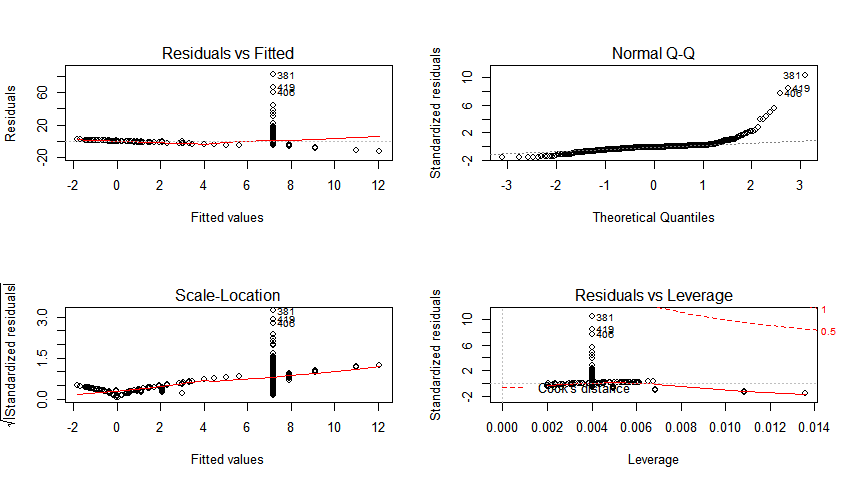 Residuals vs Fitted
Residuals
60
20
-20
381
419
406
-2 0 2 4 6 8 10 12
Fitted values
Normal Q-Q
Standardized residuals
10
6
2
-2
381
419
406
-3 -2 -1 0 1 2 3
Theoretical Quantiles
Scale-Location
√|Standardized residuals|
3.0
1.5
0.0
381
419
406
-2 0 2 4 6 8 10 12
Fitted values
Residuals vs Leverage
Standardized residuals
10
6
2
-2
381
419
406
1
0.5
Cook's distance
0.000 0.002 0.004 0.006 0.008 0.010 0.012 0.014
Leverage